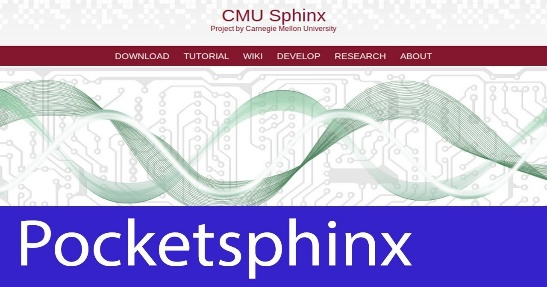 CMU Sphinx
Project by Carnegie Mellon University
DOWNLOAD TUTORIAL WIKI DEVELOP RESEARCH ABOUT
Pocketsphinx